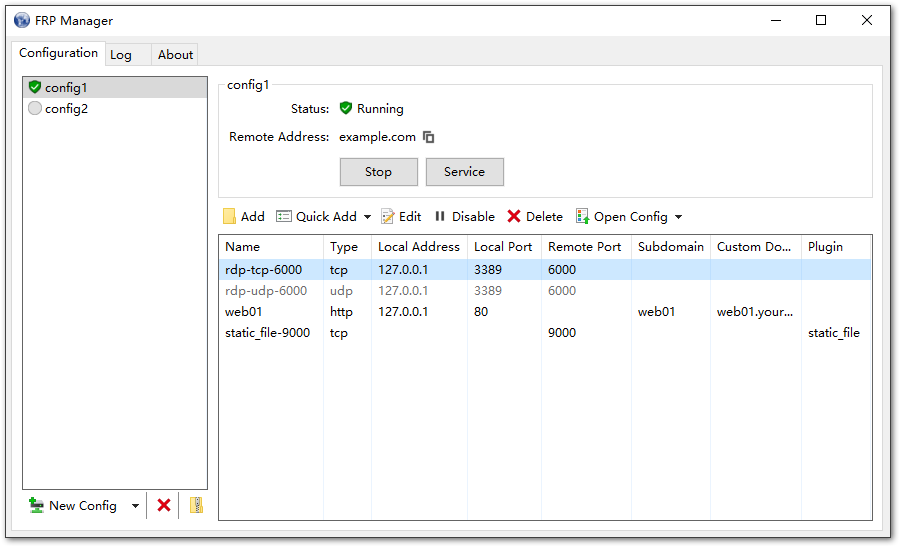 FRP Manager
Configuration Log About
config1
config2
config1
Status: Running
Remote Address: example.com
Stop Service
Add Quick Add Edit Disable Delete Open Config
Name Type Local Address Local Port Remote Port Subdomain Custom Do... Plugin
rdp-tcp-6000 tcp 127.0.0.1 3389 6000
rdp-udp-6000 udp 127.0.0.1 3389 6000
web01 http 127.0.0.1 80 web01 web01.your...
static_file-9000 tcp 9000 static_file
New Config